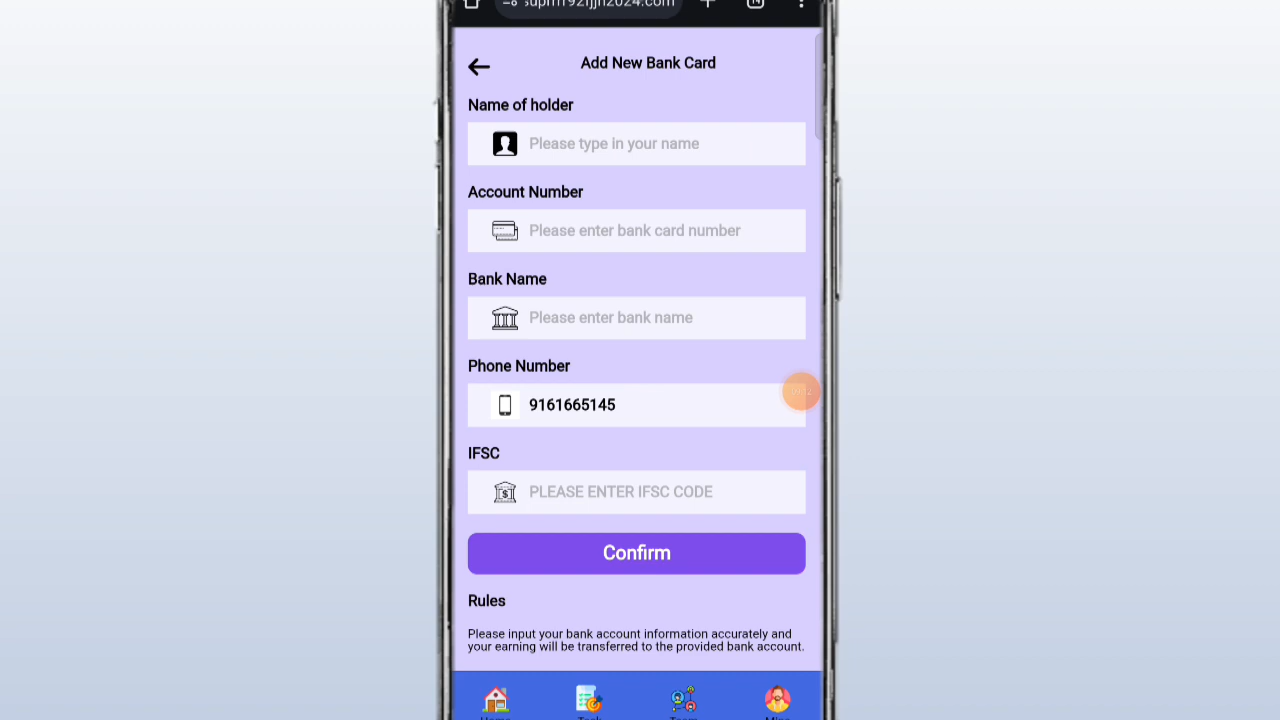 Add New Bank Card
Name of holder
Please type in your name
Account Number
Please enter bank card number
Bank Name
Please enter bank name
Phone Number
9161665145
IFSC
PLEASE ENTER IFSC CODE
Confirm
Rules
Please input your bank account information accurately and
your earning will be transferred to the provided bank account.